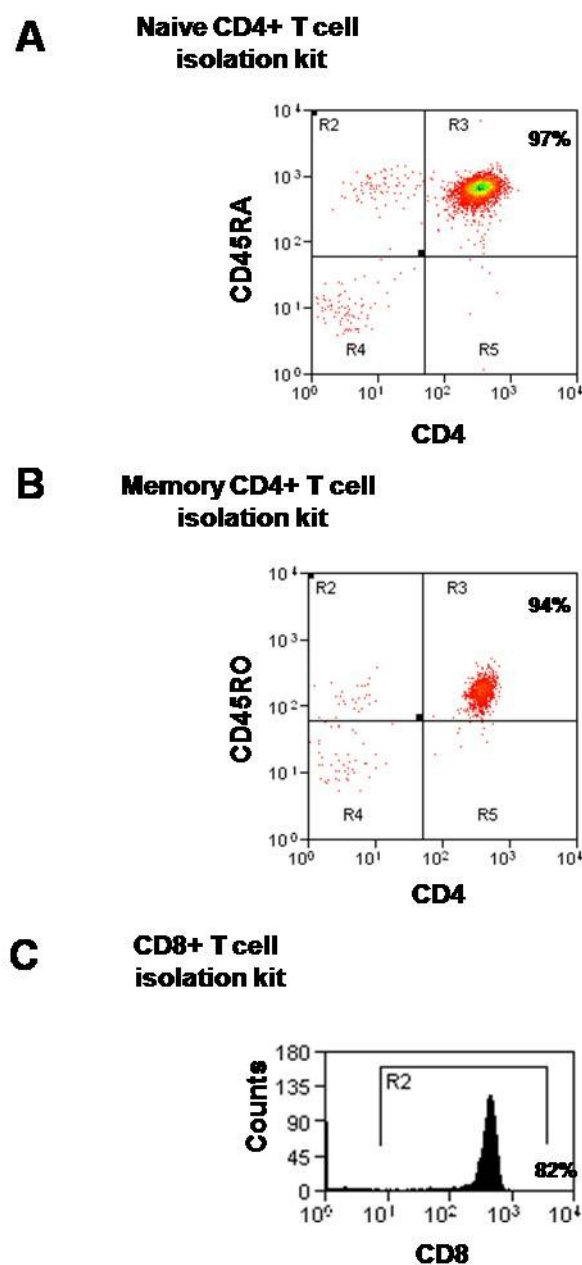 A
Naive CD4+ T cell
isolation kit
10⁴
R2
R3
97%
10³
CD45RA
10²
10¹
R4
R5
10⁰
10⁰ 10¹ 10² 10³ 10⁴
CD4
B
Memory CD4+ T cell
isolation kit
10⁴
R2
R3
94%
10³
CD45RO
10²
10¹
R4
R5
10⁰
10⁰ 10¹ 10² 10³ 10⁴
CD4
C
CD8+ T cell
isolation kit
180
R2
135
Counts
90
45
82%
0
10⁰ 10¹ 10² 10³ 10⁴
CD8